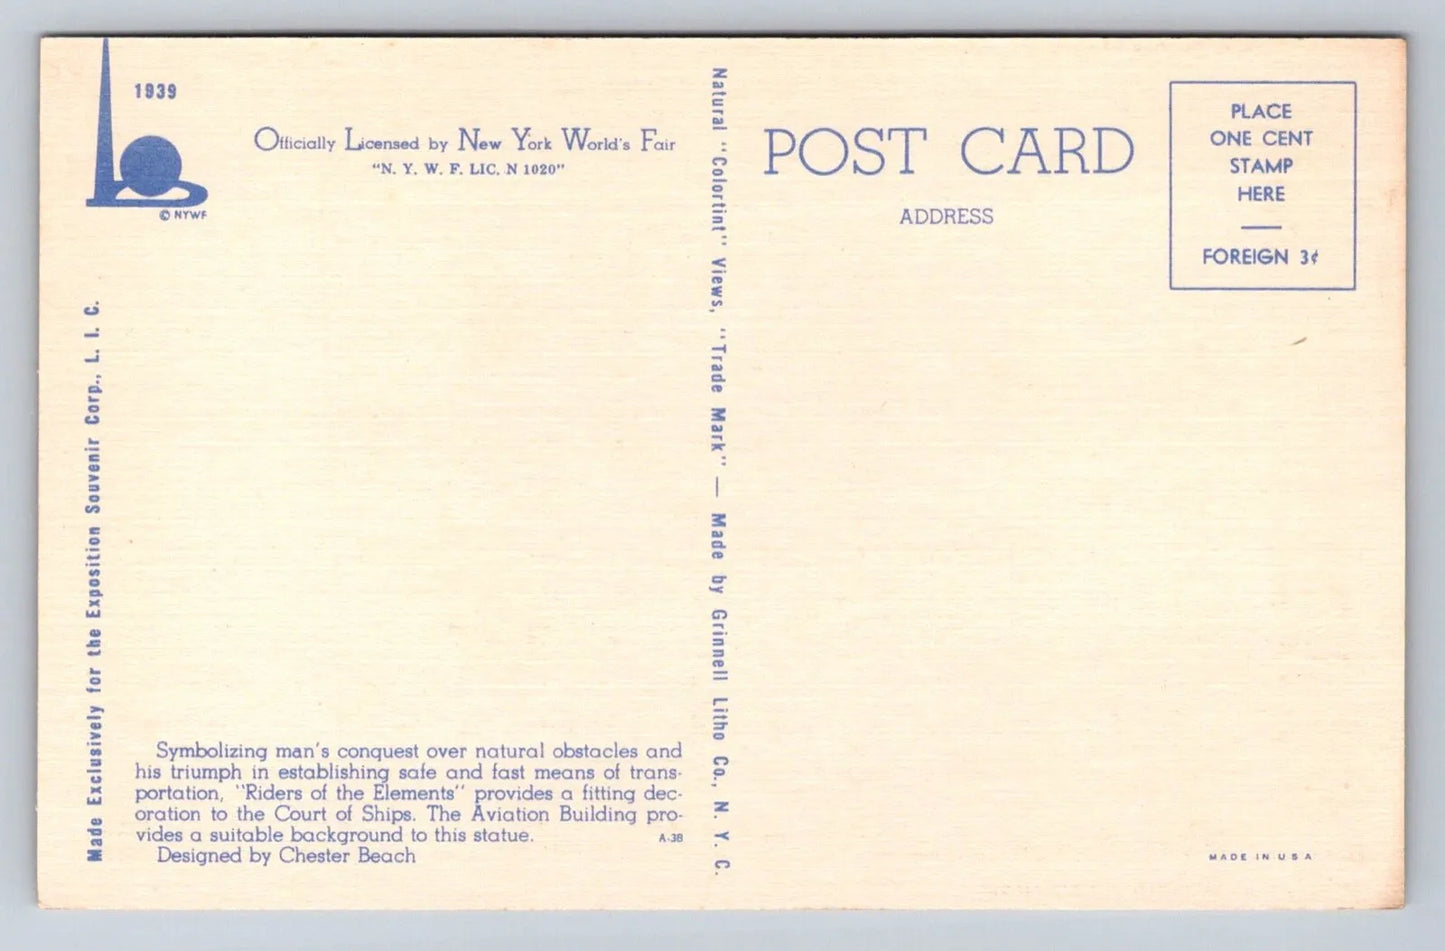 1939
© NYWF
Officially Licensed by New York World's Fair
"N. Y. W. F. LIC. N 1020"
Made Exclusively for the Exposition Souvenir Corp., L. I. C.
Symbolizing man's conquest over natural obstacles and
his triumph in establishing safe and fast means of trans-
portation, "Riders of the Elements" provides a fitting dec-
oration to the Court of Ships. The Aviation Building pro-
vides a suitable background to this statue. A-38
Designed by Chester Beach
Natural "Colortint" Views, "Trade Mark" — Made by Grinnell Litho Co., N. Y. C.
POST CARD
ADDRESS
PLACE
ONE CENT
STAMP
HERE
—
FOREIGN 3¢
MADE IN U S A